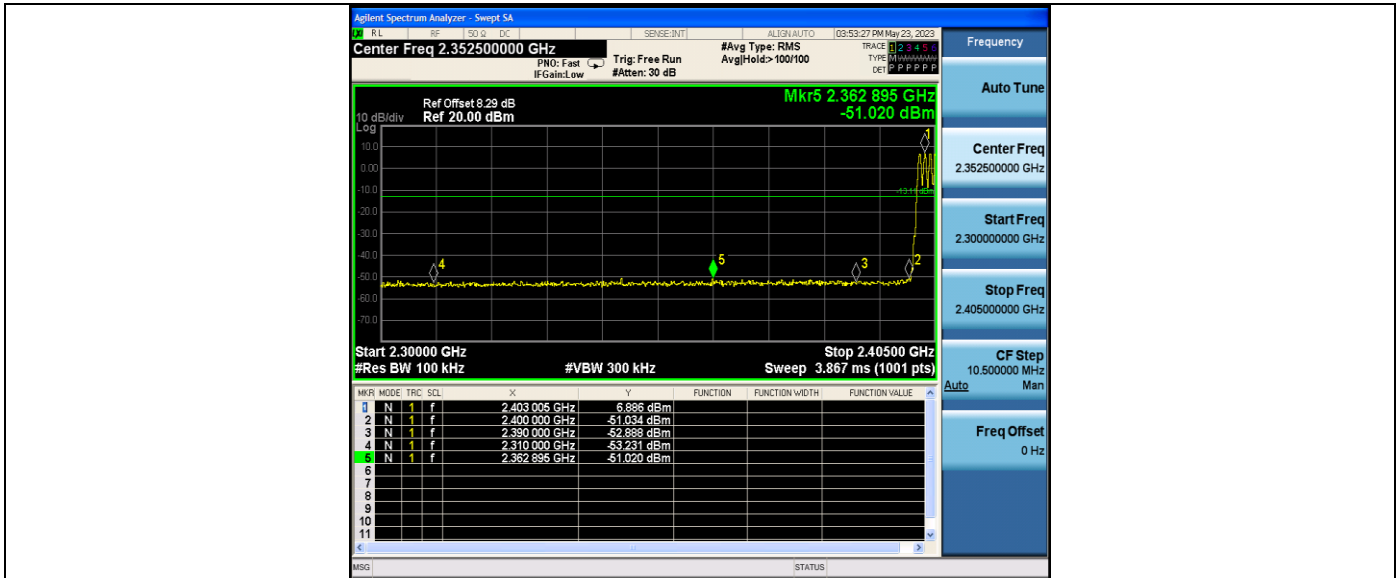 Agilent Spectrum Analyzer - Swept SA
RL RF 50 Ω DC SENSE:INT ALIGNAUTO 03:53:27 PM May 23, 2023
Center Freq 2.352500000 GHz #Avg Type: RMS TRACE 1 2 3 4 5 6
PNO: Fast Trig: Free Run Avg|Hold:>100/100 TYPE M
IFGain:Low #Atten: 30 dB DET P P P P P P
Mkr5 2.362 895 GHz
Ref Offset 8.29 dB
10 dB/div Ref 20.00 dBm -51.020 dBm
Log
1
10.0
0.00
-10.0
-13.11 dBm
-20.0
-30.0
-40.0
4 5 3 2
-50.0
-60.0
-70.0
Start 2.30000 GHz Stop 2.40500 GHz
#Res BW 100 kHz #VBW 300 kHz Sweep 3.867 ms (1001 pts)
MKR MODE TRC SCL X Y FUNCTION FUNCTION WIDTH FUNCTION VALUE
1 N 1 f 2.403 005 GHz 6.886 dBm
2 N 1 f 2.400 000 GHz -51.034 dBm
3 N 1 f 2.390 000 GHz -52.888 dBm
4 N 1 f 2.310 000 GHz -53.231 dBm
5 N 1 f 2.362 895 GHz -51.020 dBm
6
7
8
9
10
11
MSG STATUS
Frequency
Auto Tune
Center Freq
2.352500000 GHz
Start Freq
2.300000000 GHz
Stop Freq
2.405000000 GHz
CF Step
10.500000 MHz
Auto Man
Freq Offset
0 Hz